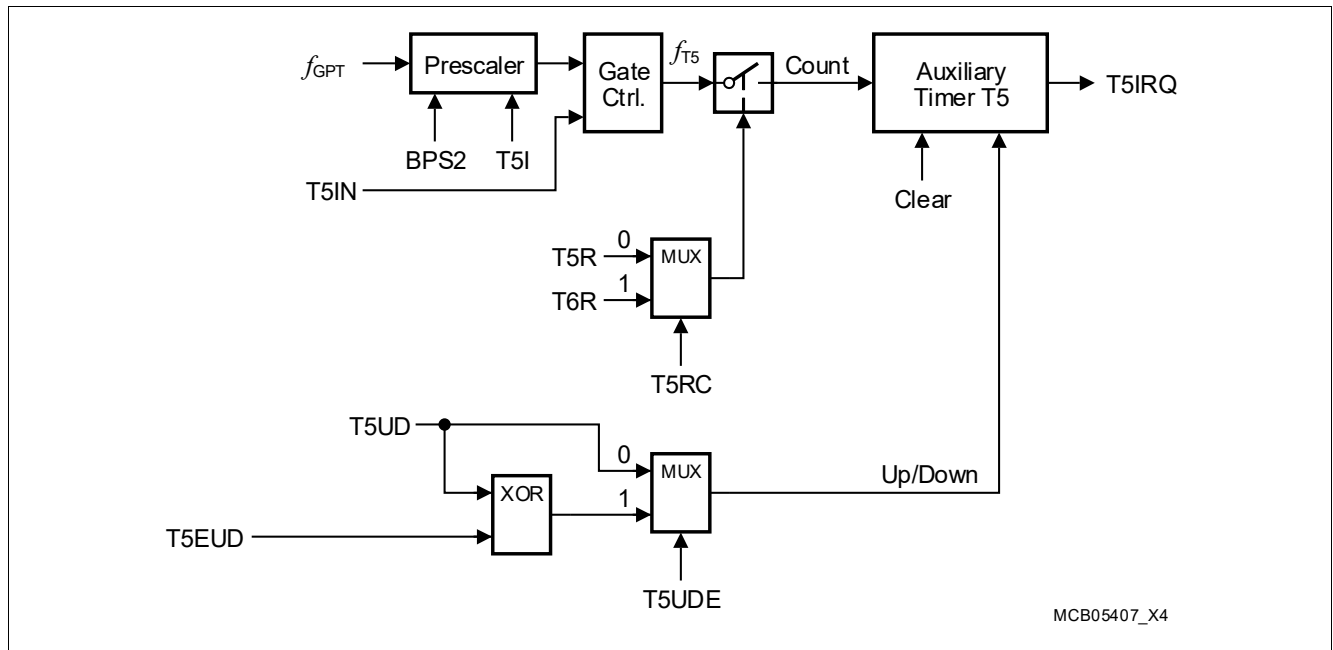 fGPT
Prescaler
BPS2
T5I
T5IN
Gate
Ctrl.
fT5
Count
Auxiliary
Timer T5
T5IRQ
Clear
T5R
0
T6R
1
MUX
T5RC
T5UD
0
1
MUX
XOR
T5EUD
T5UDE
Up/Down
MCB05407_X4